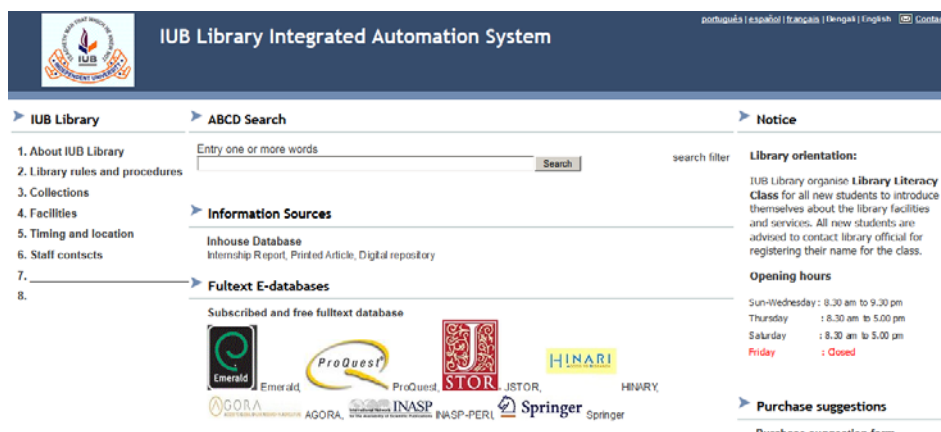 português | español | français | Bengali | English Contac
IUB Library Integrated Automation System
IUB
INDEPENDENT UNIVERSITY
IUB Library
1. About IUB Library
2. Library rules and procedures
3. Collections
4. Facilities
5. Timing and location
6. Staff contscts
7.
8.
ABCD Search
Entry one or more words
Search
search filter
Information Sources
Inhouse Database
Internship Report, Printed Article, Digital repository
Fultext E-databases
Subscribed and free fulltext database
Emerald
Emerald,
ProQuest
ProQuest,
JSTOR
JSTOR,
HINARI
HINARY,
AGORA
AGORA,
INASP
INASP-PERI,
Springer
Springer
Notice
Library orientation:
IUB Library organise Library Literacy
Class for all new students to introduce
themselves about the library facilities
and services. All new students are
advised to contact library official for
registering their name for the class.
Opening hours
Sun-Wednesday : 8.30 am to 9.30 pm
Thursday : 8.30 am to 5.00 pm
Saturday : 8.30 am to 5.00 pm
Friday : Closed
Purchase suggestions
Purchase suggestion form